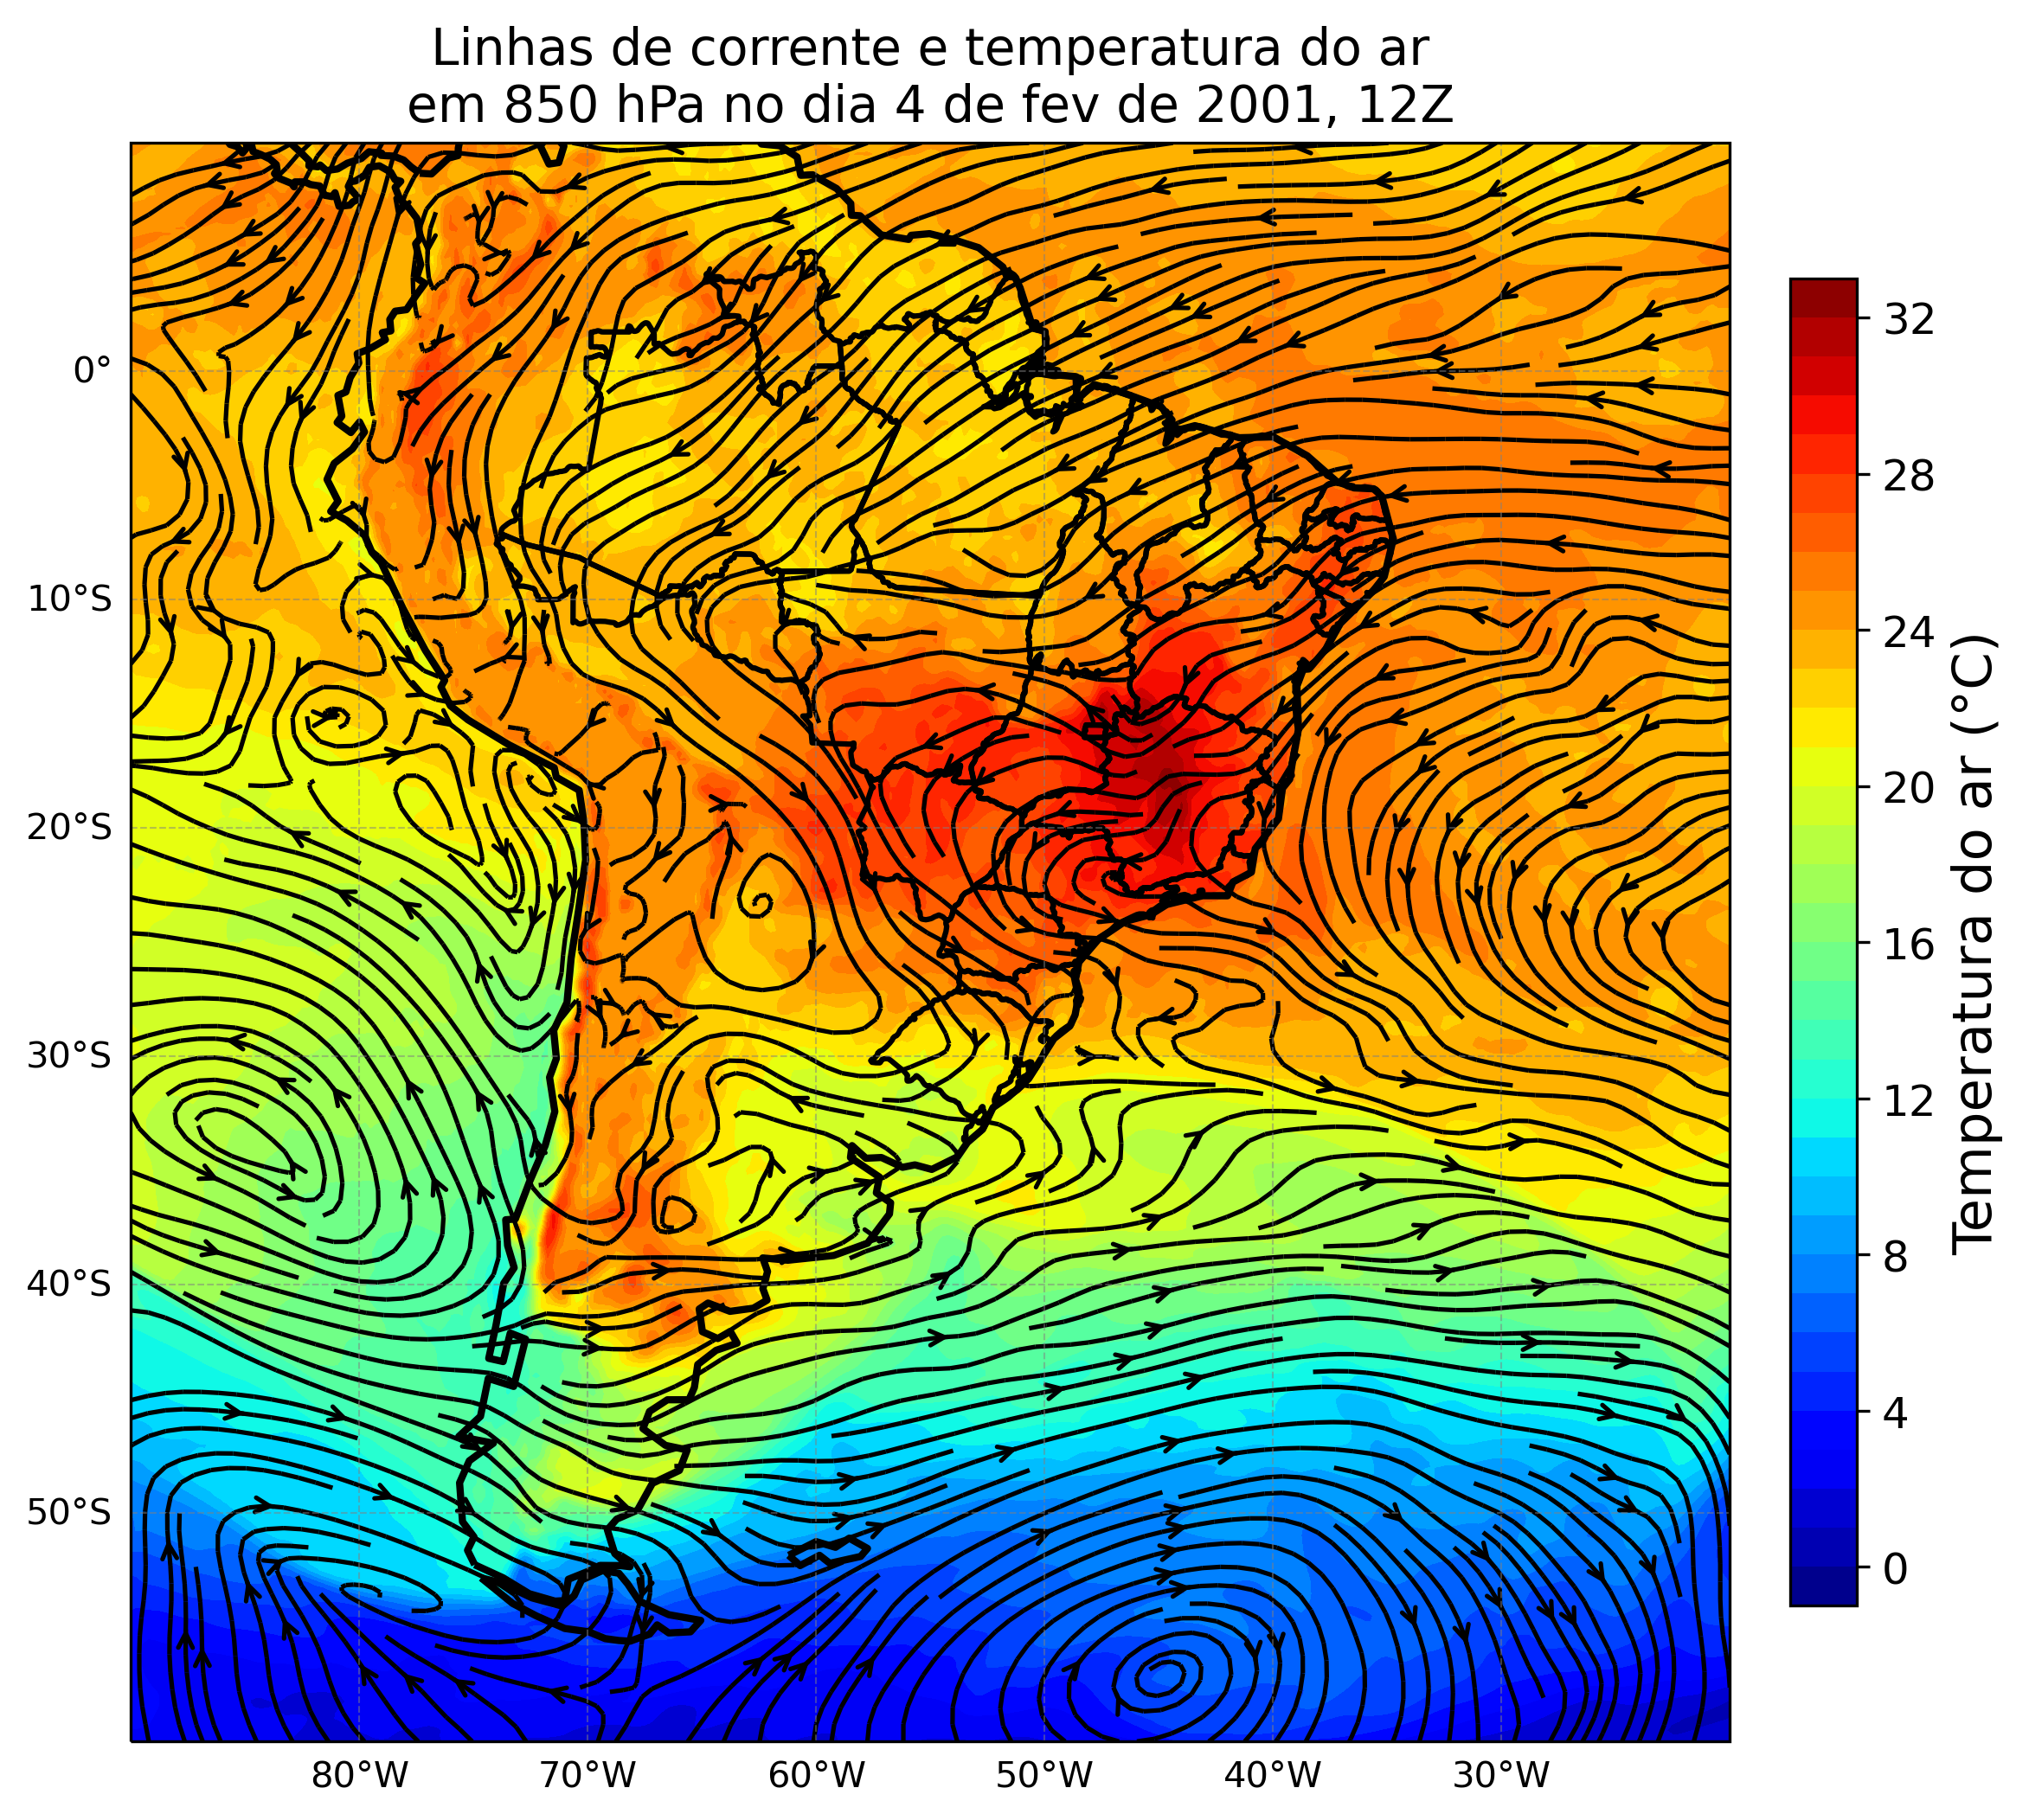 Linhas de corrente e temperatura do ar
em 850 hPa no dia 4 de fev de 2001, 12Z
0°
10°S
20°S
30°S
40°S
50°S
80°W
70°W
60°W
50°W
40°W
30°W
32
28
24
20
16
12
8
4
0
Temperatura do ar (°C)